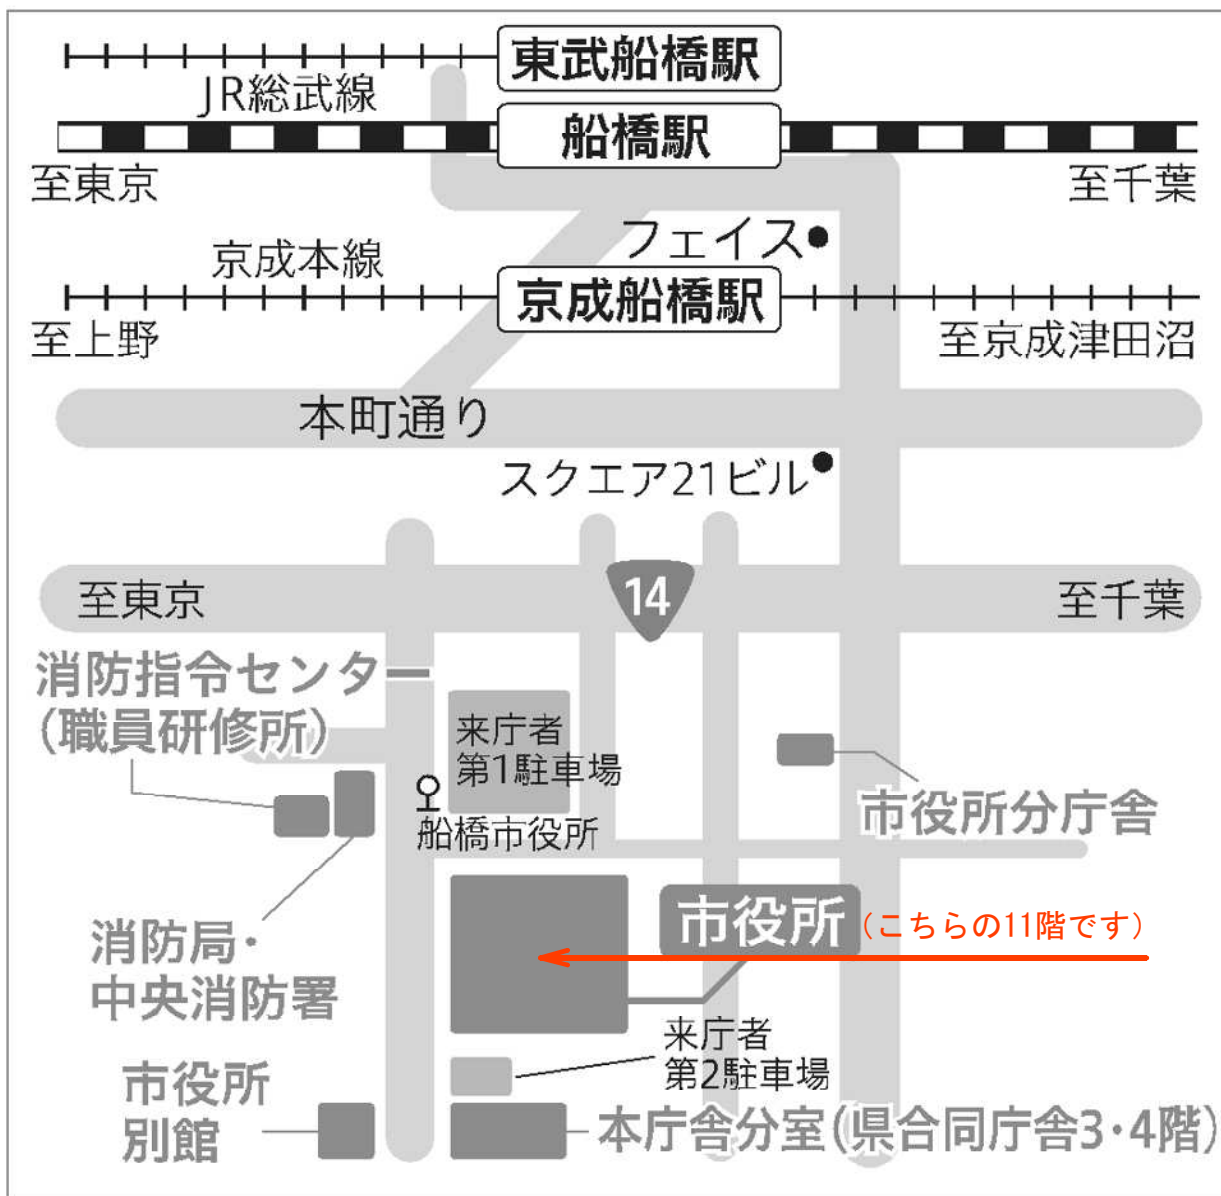 東武船橋駅
JR総武線
船橋駅
至東京
至千葉
フェイス
京成本線
京成船橋駅
至上野
至京成津田沼
本町通り
スクエア21ビル
14
至東京
至千葉
消防指令センタ
(職員研修所)
来庁者
第1駐車場
船橋市役所
市役所分庁舎
市役所
(こちらの11階です)
消防局・
中央消防署
来庁者
第2駐車場
市役所
別館
本庁舎分室(県合同庁舎3・4階)